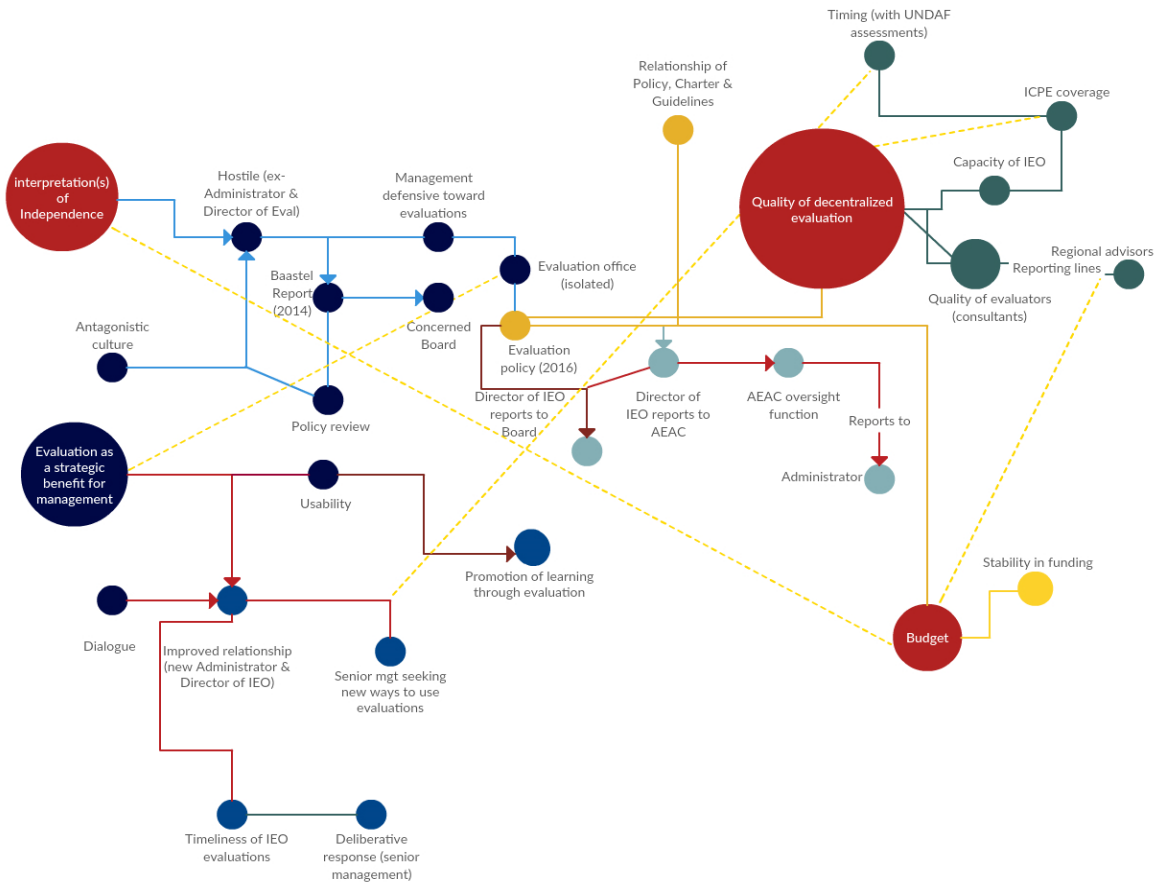 Timing (with UNDAF
assessments)
Relationship of
Policy, Charter &
Guidelines
ICPE coverage
interpretation(s)
of
Independence
Hostile (ex-
Administrator &
Director of Eval)
Management
defensive toward
evaluations
Capacity of IEO
Quality of decentralized
evaluation
Evaluation office
(isolated)
Regional advisors
Reporting lines
Quality of evaluators
(consultants)
Baastel
Report
(2014)
Concerned
Board
Antagonistic
culture
Evaluation
policy (2016)
Policy review
Director of IEO
reports to
Board
Director of
IEO reports to
AEAC
AEAC oversight
function
Reports to
Administrator
Evaluation as
a strategic
benefit for
management
Usability
Promotion of learning
through evaluation
Stability in funding
Budget
Dialogue
Improved relationship
(new Administrator &
Director of IEO)
Senior mgt seeking
new ways to use
evaluations
Timeliness of IEO
evaluations
Deliberative
response (senior
management)